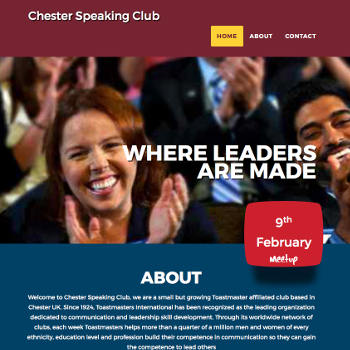 Chester Speaking Club
HOME ABOUT CONTACT
WHERE LEADERS
ARE MADE
9th
February
Meetup
ABOUT
Welcome to Chester Speaking Club, we are a small but growing Toastmaster affiliated club based in
Chester UK. Since 1924, Toastmasters International has been recognized as the leading organization
dedicated to communication and leadership skill development. Through its worldwide network of
clubs, each week Toastmasters helps more than a quarter of a million men and women of every
ethnicity, education level and profession build their competence in communication so they can gain
the competence to lead others